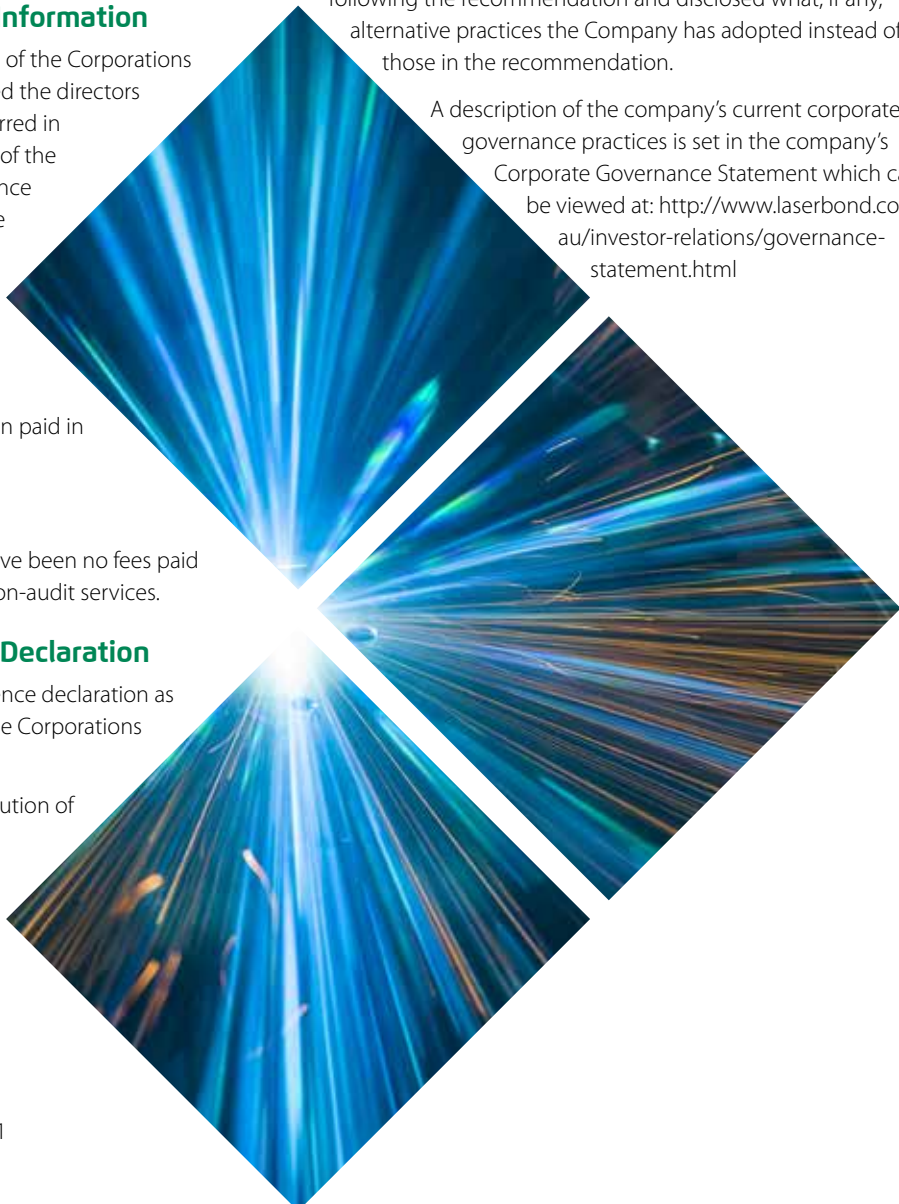 nformation
of the Corporations
d the directors
rred in
of the
nce
e
n paid in
ve been no fees paid
on-audit services.
Declaration
ence declaration as
e Corporations
ution of
1
following the recommendation and disclosed what, if any,
alternative practices the Company has adopted instead of
those in the recommendation.
A description of the company’s current corporate
governance practices is set in the company’s
Corporate Governance Statement which ca
be viewed at: http://www.laserbond.co
au/investor-relations/governance-
statement.html